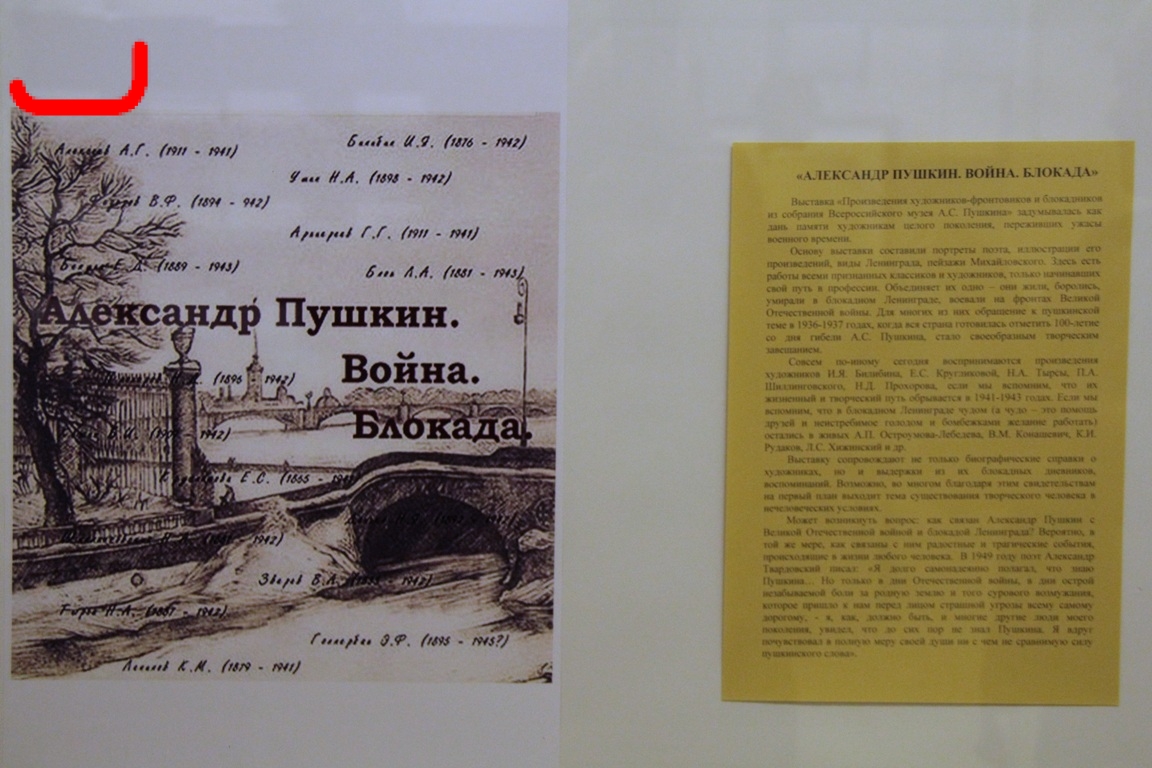 А.Г. (1911 - 1941)
Билибин И.Я. (1876 - 1942)
Н.А. (1898 - 1942)
В.Ф. (1894 - 942)
Г.Г. (1911 - 1941)
Е.Д. (1889 - 1943)
Л.А. (1881 - 1943)
Александр Пушкин.
(1896 1942)
Война.
1942)
Блокада.
Е.С. (1865 - 1941
1942)
Зверев В.А. 1942)
Тырса Н.А. (1887 - 1942)
Э.Ф. (1895 - 1943?)
К.М. (1879 - 1941)
«АЛЕКСАНДР ПУШКИН. ВОЙНА. БЛОКАДА»
Выставка «Произведения художников-фронтовиков и блокадников
из собрания Всероссийского музея А.С. Пушкина» задумывалась как
дань памяти художникам целого поколения, переживших ужасы
военного времени.
Основу выставки составили портреты поэта, иллюстрации его
произведений, виды Ленинграда, пейзажи Михайловского. Здесь есть
работы всеми признанных классиков и художников, только начинавших
свой путь в профессии. Объединяет их одно – они жили, боролись,
умирали в блокадном Ленинграде, воевали на фронтах Великой
Отечественной войны. Для многих из них обращение к пушкинской
теме в 1936-1937 годах, когда вся страна готовилась отметить 100-летие
со дня гибели А.С. Пушкина, стало своеобразным творческим
завещанием.
Совсем по-иному сегодня воспринимаются произведения
художников И.Я. Билибина, Е.С. Кругликовой, Н.А. Тырсы, П.А.
Шиллинговского, Н.Д. Прохорова, если мы вспомним, что их
жизненный и творческий путь обрывается в 1941-1943 годах. Если мы
вспомним, что в блокадном Ленинграде чудом (а чудо – это помощь
друзей и неистребимое голодом и бомбежками желание работать)
остались в живых А.П. Остроумова-Лебедева, В.М. Конашевич, К.И.
Рудаков, Л.С. Хижинский и др.
Выставку сопровождают не только биографические справки о
художниках, но и выдержки из их блокадных дневников,
воспоминаний. Возможно, во многом благодаря этим свидетельствам
на первый план выходит тема существования творческого человека в
нечеловеческих условиях.
Может возникнуть вопрос: как связан Александр Пушкин с
Великой Отечественной войной и блокадой Ленинграда? Вероятно, в
той же мере, как связаны с ним радостные и трагические события,
происходящие в жизни любого человека. В 1949 году поэт Александр
Твардовский писал: «Я долго самонадеянно полагал, что знаю
Пушкина... Но только в дни Отечественной войны, в дни острой
незабываемой боли за родную землю и того сурового возмужания,
которое пришло к нам перед лицом страшной угрозы всему самому
дорогому, - я, как, должно быть, и многие другие люди моего
поколения, увидел, что до сих пор не знал Пушкина. Я вдруг
почувствовал в полную меру своей души ни с чем не сравнимую силу
пушкинского слова».